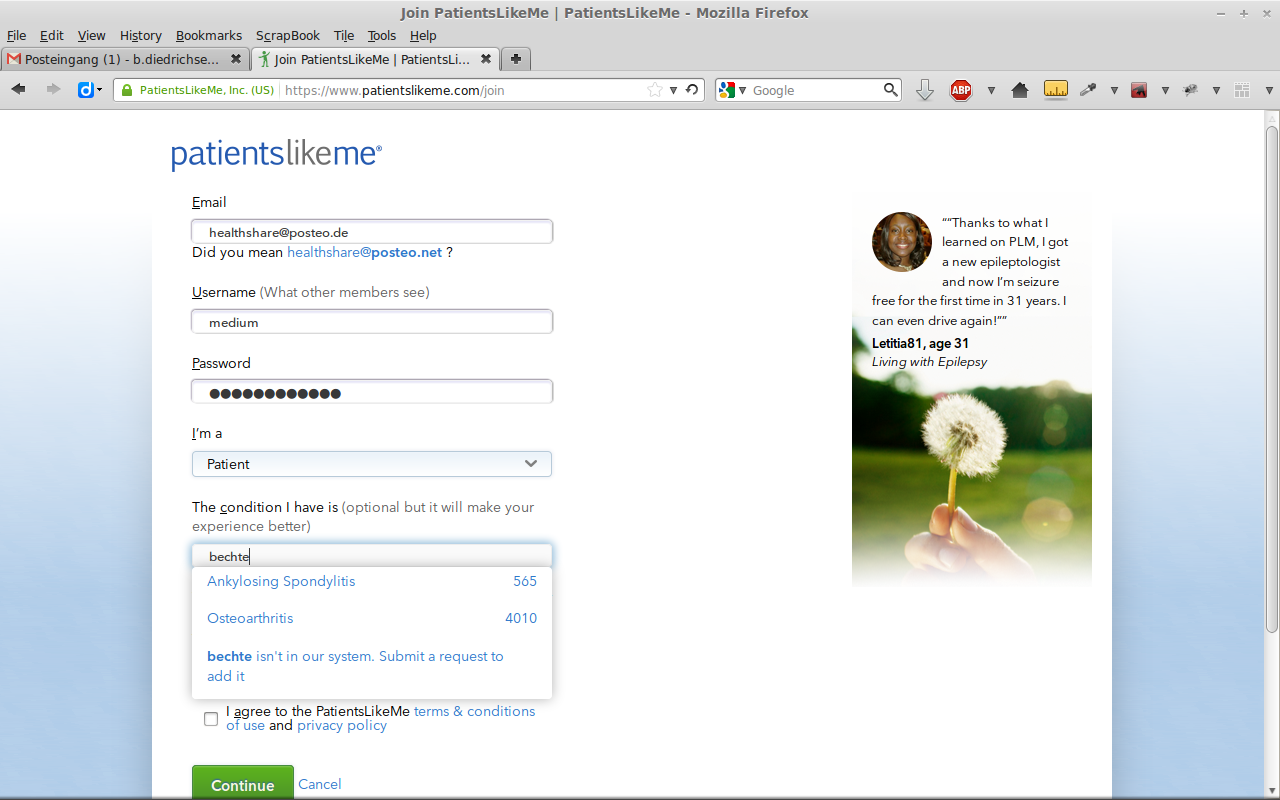 Join PatientsLikeMe | PatientsLikeMe - Mozilla Firefox
File Edit View History Bookmarks ScrapBook Tile Tools Help
Posteingang (1) - b.diedrichse... Join PatientsLikeMe | PatientsLi...
PatientsLikeMe, Inc. (US) https://www.patientslikeme.com/join Google ABP
patientslikeme®
Email
healthshare@posteo.de
Did you mean healthshare@posteo.net ?
Username (What other members see)
medium
Password
I'm a
Patient
The condition I have is (optional but it will make your
experience better)
bechte
Ankylosing Spondylitis 565
Osteoarthritis 4010
bechte isn't in our system. Submit a request to
add it
I agree to the PatientsLikeMe terms & conditions
of use and privacy policy
Continue Cancel
““Thanks to what I
learned on PLM, I got
a new epileptologist
and now I’m seizure
free for the first time in 31 years. I
can even drive again!””
Letitia81, age 31
Living with Epilepsy